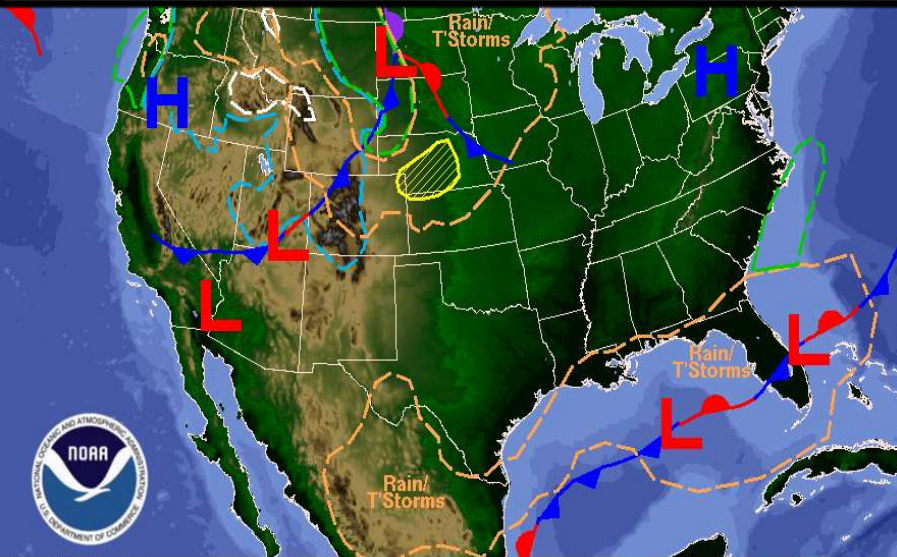 Rain/
T'Storms
L
H
H
L
L
Rain/
T'Storms
L
L
Rain/
T'Storms
NOAA
NATIONAL OCEANIC AND ATMOSPHERIC ADMINISTRATION
U.S. DEPARTMENT OF COMMERCE